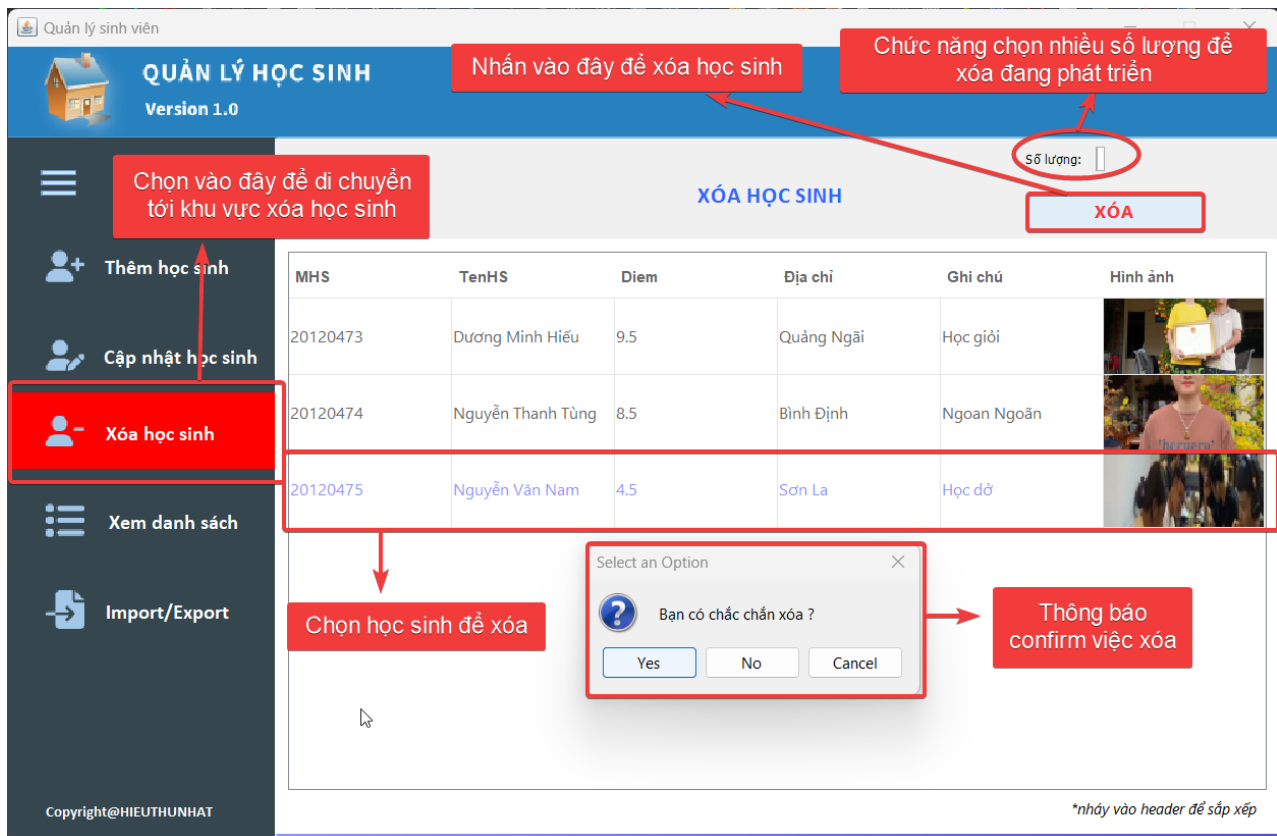 Quản lý sinh viên
QUẢN LÝ HỌC SINH
Version 1.0
Nhấn vào đây để xóa học sinh
Chức năng chọn nhiều số lượng để
xóa đang phát triển
Chọn vào đây để di chuyển
tới khu vực xóa học sinh
Số lượng:
XÓA HỌC SINH
XÓA
Thêm học sinh
Cập nhật học sinh
Xóa học sinh
Xem danh sách
Import/Export
MHS TenHS Diem Địa chỉ Ghi chú Hình ảnh
20120473 Dương Minh Hiếu 9.5 Quảng Ngãi Học giỏi
20120474 Nguyễn Thanh Tùng 8.5 Bình Định Ngoan Ngoãn
20120475 Nguyễn Văn Nam 4.5 Sơn La Học dở
Chọn học sinh để xóa
Select an Option
Bạn có chắc chắn xóa ?
Yes No Cancel
Thông báo
confirm việc xóa
Copyright@HIEUTHUNHAT
*nháy vào header để sắp xếp